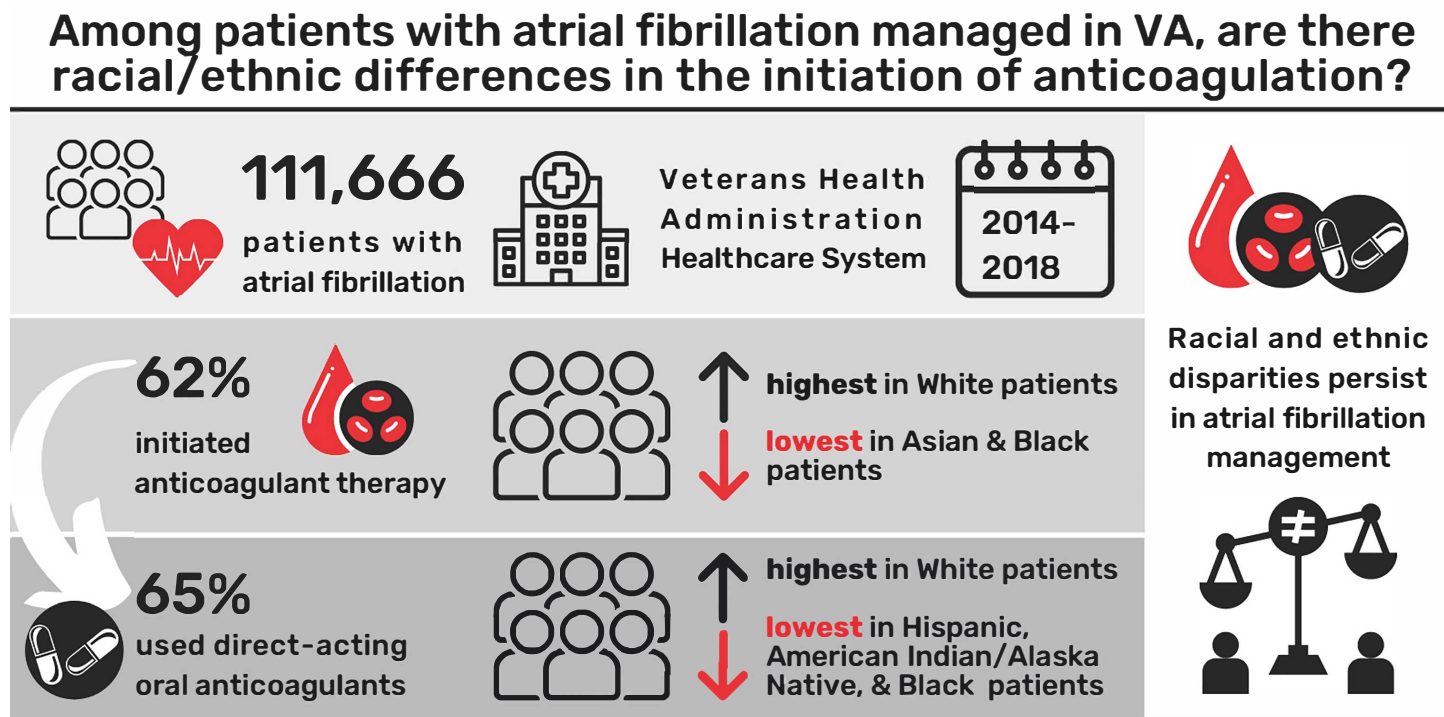 Among patients with atrial fibrillation managed in VA, are there
racial/ethnic differences in the initiation of anticoagulation?
111,666
patients with
atrial fibrillation
Veterans Health
Administration
Healthcare System
2014-
2018
62%
initiated
anticoagulant therapy
highest in White patients
lowest in Asian & Black
patients
65%
used direct-acting
oral anticoagulants
highest in White patients
lowest in Hispanic,
American Indian/Alaska
Native, & Black patients
Racial and ethnic
disparities persist
in atrial fibrillation
management
≠